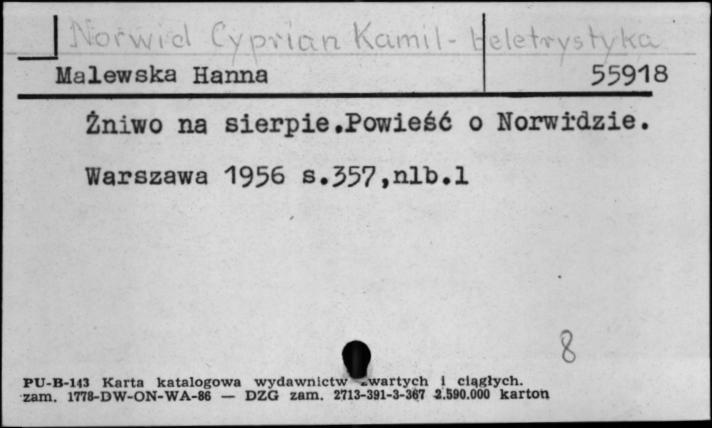 Norwid Cyprian Kamil - beletrystyka
Malewska Hanna 55918
Żniwo na sierpie.Powieść o Norwidzie.
Warszawa 1956 s.357,nlb.1
8
PU-B-143 Karta katalogowa wydawnictw zwartych i ciągłych.
zam. 1778-DW-ON-WA-86 — DZG zam. 2713-391-3-367 2.590.000 karton